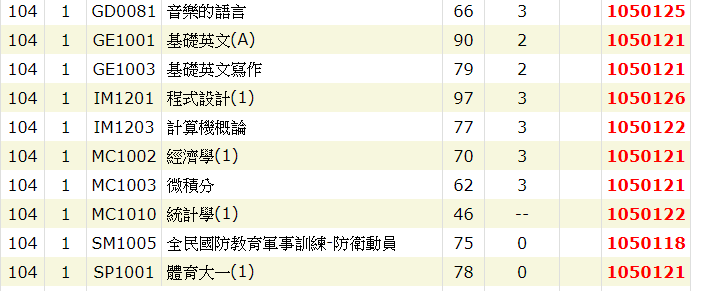 104 1 GD0081 音樂的語言 66 3 1050125
104 1 GE1001 基礎英文(A) 90 2 1050121
104 1 GE1003 基礎英文寫作 79 2 1050121
104 1 IM1201 程式設計(1) 97 3 1050126
104 1 IM1203 計算機概論 77 3 1050122
104 1 MC1002 經濟學(1) 70 3 1050121
104 1 MC1003 微積分 62 3 1050121
104 1 MC1010 統計學(1) 46 -- 1050122
104 1 SM1005 全民國防教育軍事訓練-防衛動員 75 0 1050118
104 1 SP1001 體育大一(1) 78 0 1050121